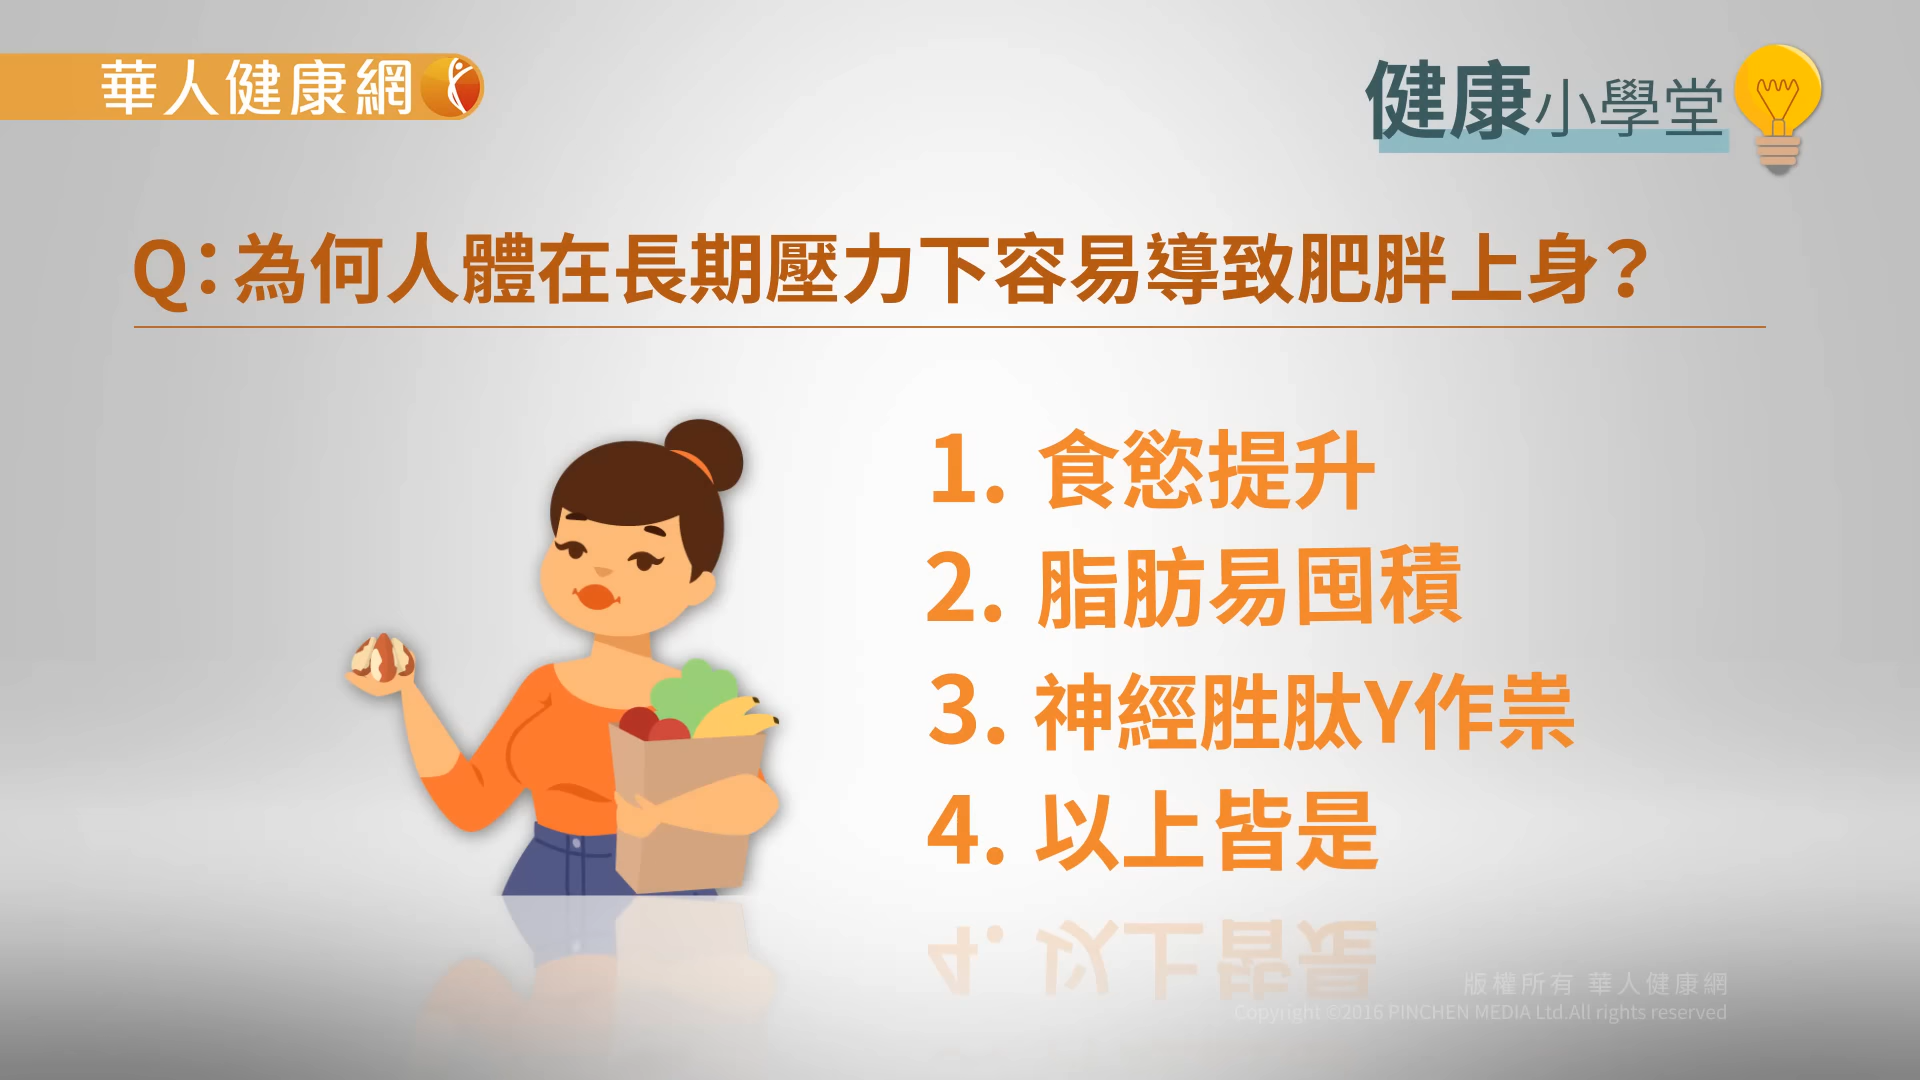 華人健康網
健康小學堂
Q：為何人體在長期壓力下容易導致肥胖上身？
1. 食慾提升
2. 脂肪易囤積
3. 神經胜肽Y作祟
4. 以上皆是
版權所有 華人健康網
Copyright ©2016 PINCHEN MEDIA Ltd.All rights reserved